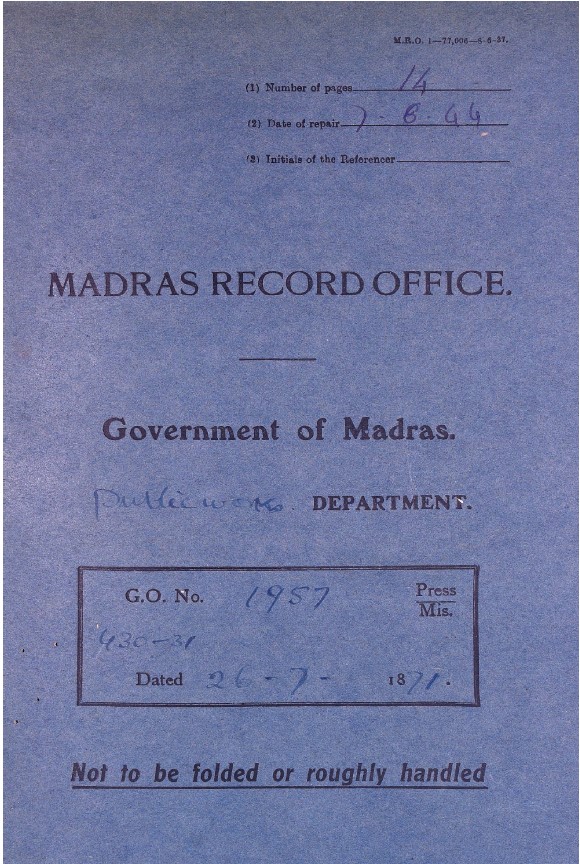 M.R.O. 1—77,006—8-6-37.
(1) Number of pages 14
(2) Date of repair 7-8-44
(3) Initials of the Referencer
MADRAS RECORD OFFICE.
Government of Madras.
Public works. DEPARTMENT.
G.O. No. 1957 Press
Mis.
430-31
Dated 26-7-1871.
Not to be folded or roughly handled